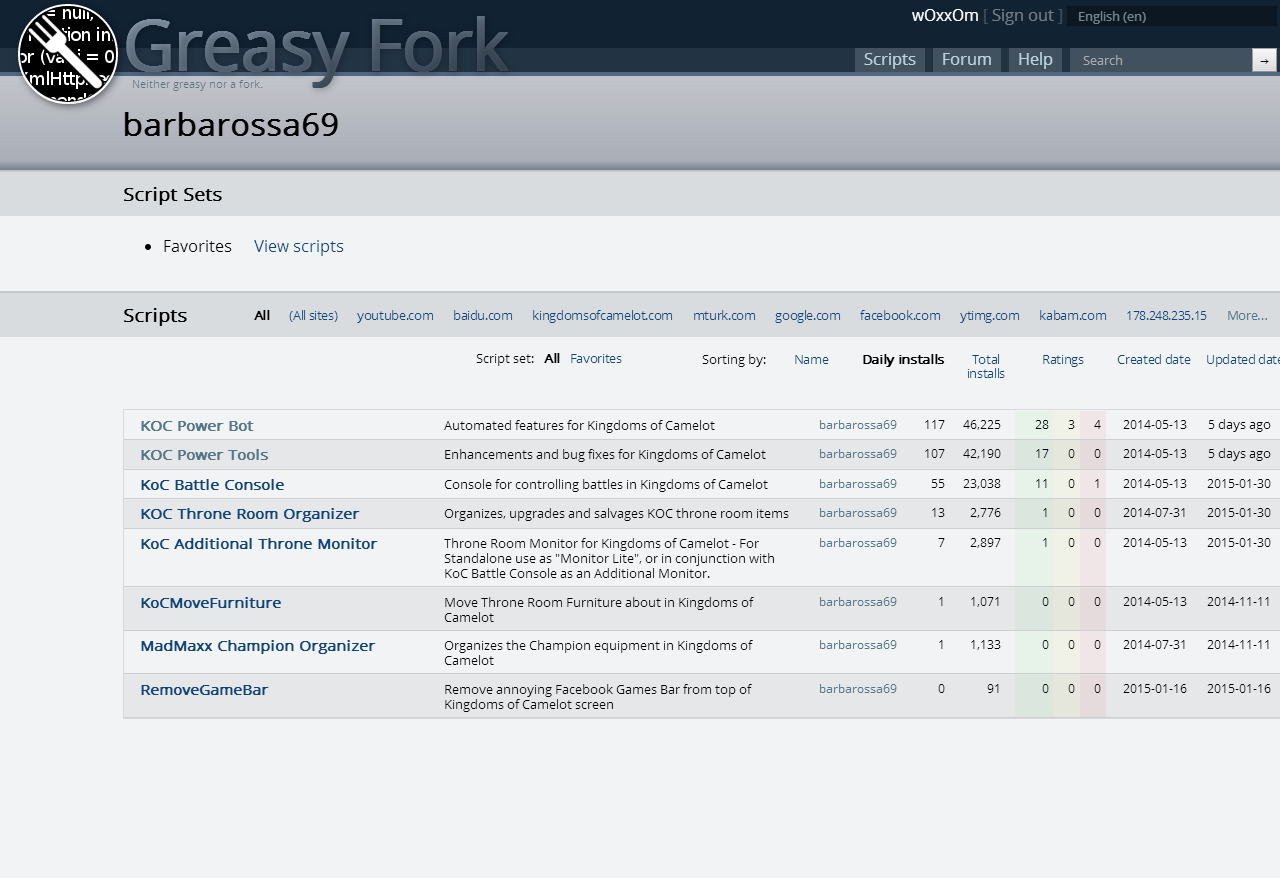 wOxxOm [ Sign out ] English (en)
= null,
tion in
or (va i = 0
mlHttp
Greasy Fork
Neither greasy nor a fork.
Scripts Forum Help Search →
barbarossa69
Script Sets
• Favorites View scripts
Scripts All (All sites) youtube.com baidu.com kingdomsofcamelot.com mturk.com google.com facebook.com ytimg.com kabam.com 178.248.235.15 More...
Script set: All Favorites Sorting by: Name Daily installs Total installs Ratings Created date Updated date
KOC Power Bot Automated features for Kingdoms of Camelot barbarossa69 117 46,225 28 3 4 2014-05-13 5 days ago
KOC Power Tools Enhancements and bug fixes for Kingdoms of Camelot barbarossa69 107 42,190 17 0 0 2014-05-13 5 days ago
KoC Battle Console Console for controlling battles in Kingdoms of Camelot barbarossa69 55 23,038 11 0 1 2014-05-13 2015-01-30
KOC Throne Room Organizer Organizes, upgrades and salvages KOC throne room items barbarossa69 13 2,776 1 0 0 2014-07-31 2015-01-30
KoC Additional Throne Monitor Throne Room Monitor for Kingdoms of Camelot - For barbarossa69 7 2,897 1 0 0 2014-05-13 2015-01-30
Standalone use as "Monitor Lite", or in conjunction with
KoC Battle Console as an Additional Monitor.
KoCMoveFurniture Move Throne Room Furniture about in Kingdoms of barbarossa69 1 1,071 0 0 0 2014-05-13 2014-11-11
Camelot
MadMaxx Champion Organizer Organizes the Champion equipment in Kingdoms of barbarossa69 1 1,133 0 0 0 2014-07-31 2014-11-11
Camelot
RemoveGameBar Remove annoying Facebook Games Bar from top of barbarossa69 0 91 0 0 0 2015-01-16 2015-01-16
Kingdoms of Camelot screen